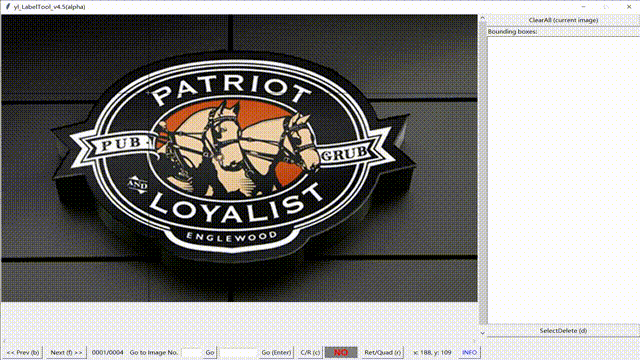 yl_LabelTool_v4.5(alpha)
ClearAll (current image)
Bounding boxes:
PATRIOT
PUB
GRUB
AND
LOYALIST
ENGLEWOOD
SelectDelete (d)
<< Prev (b) Next (f) >> 0001/0004 Go to Image No. Go Go (Enter) C/R (c) NO Ret/Quad (r) x: 188, y: 109 INFO